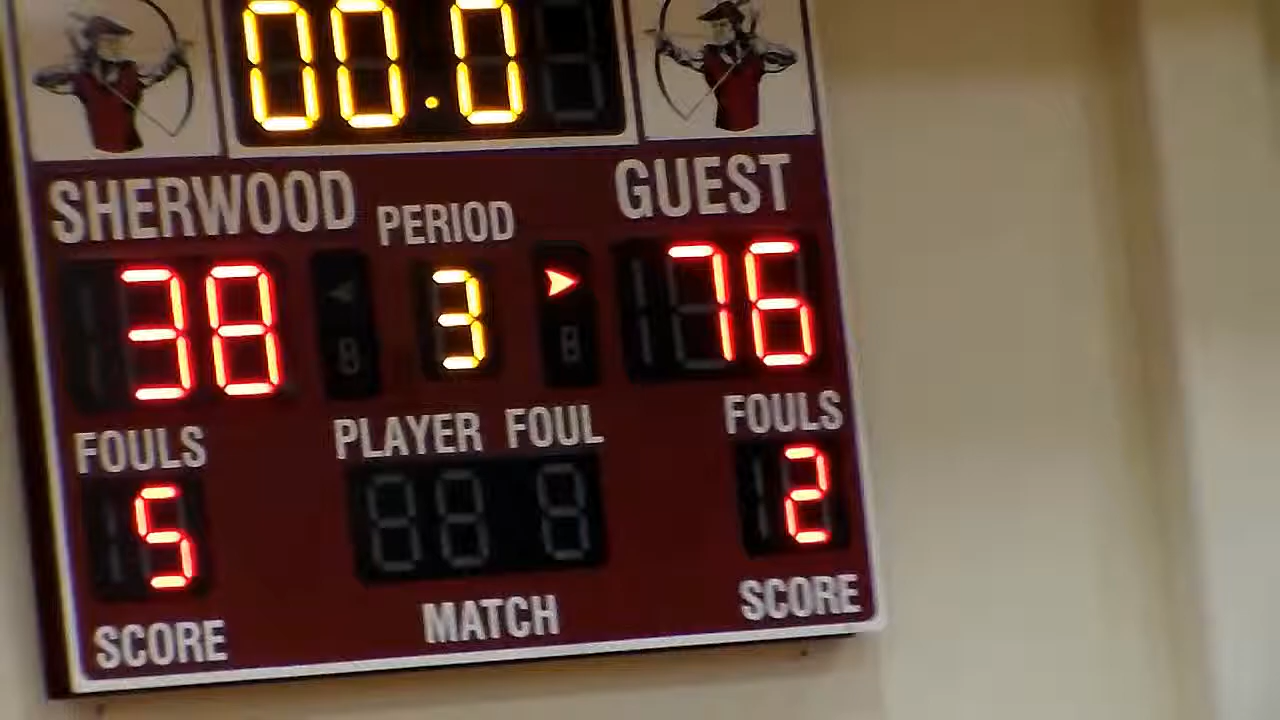 00.0
SHERWOOD PERIOD GUEST
38 3 76
FOULS PLAYER FOUL FOULS
5 2
SCORE MATCH SCORE